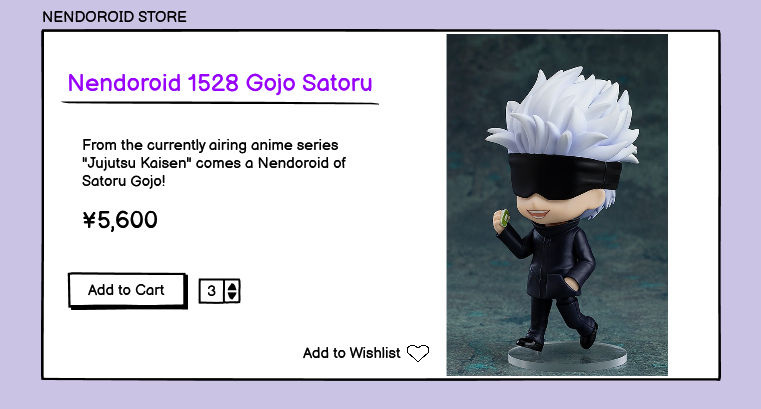 NENDOROID STORE
Nendoroid 1528 Gojo Satoru
From the currently airing anime series
"Jujutsu Kaisen" comes a Nendoroid of
Satoru Gojo!
¥5,600
Add to Cart 3
Add to Wishlist